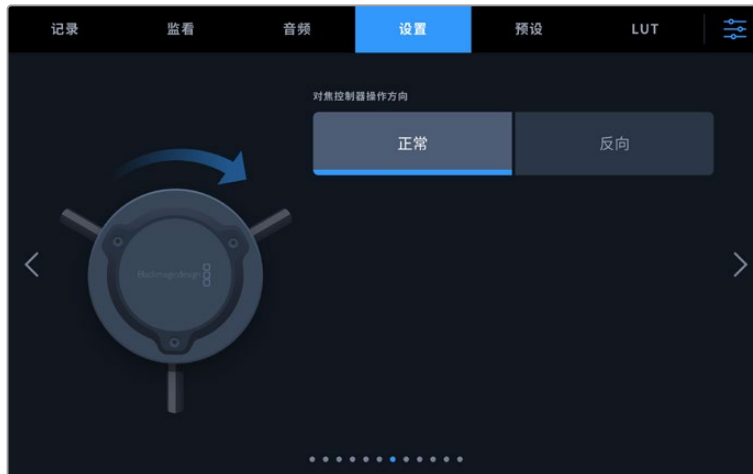 记录 监看 音频 设置 预设 LUT
对焦控制器操作方向
正常 反向
Blackmagicdesign